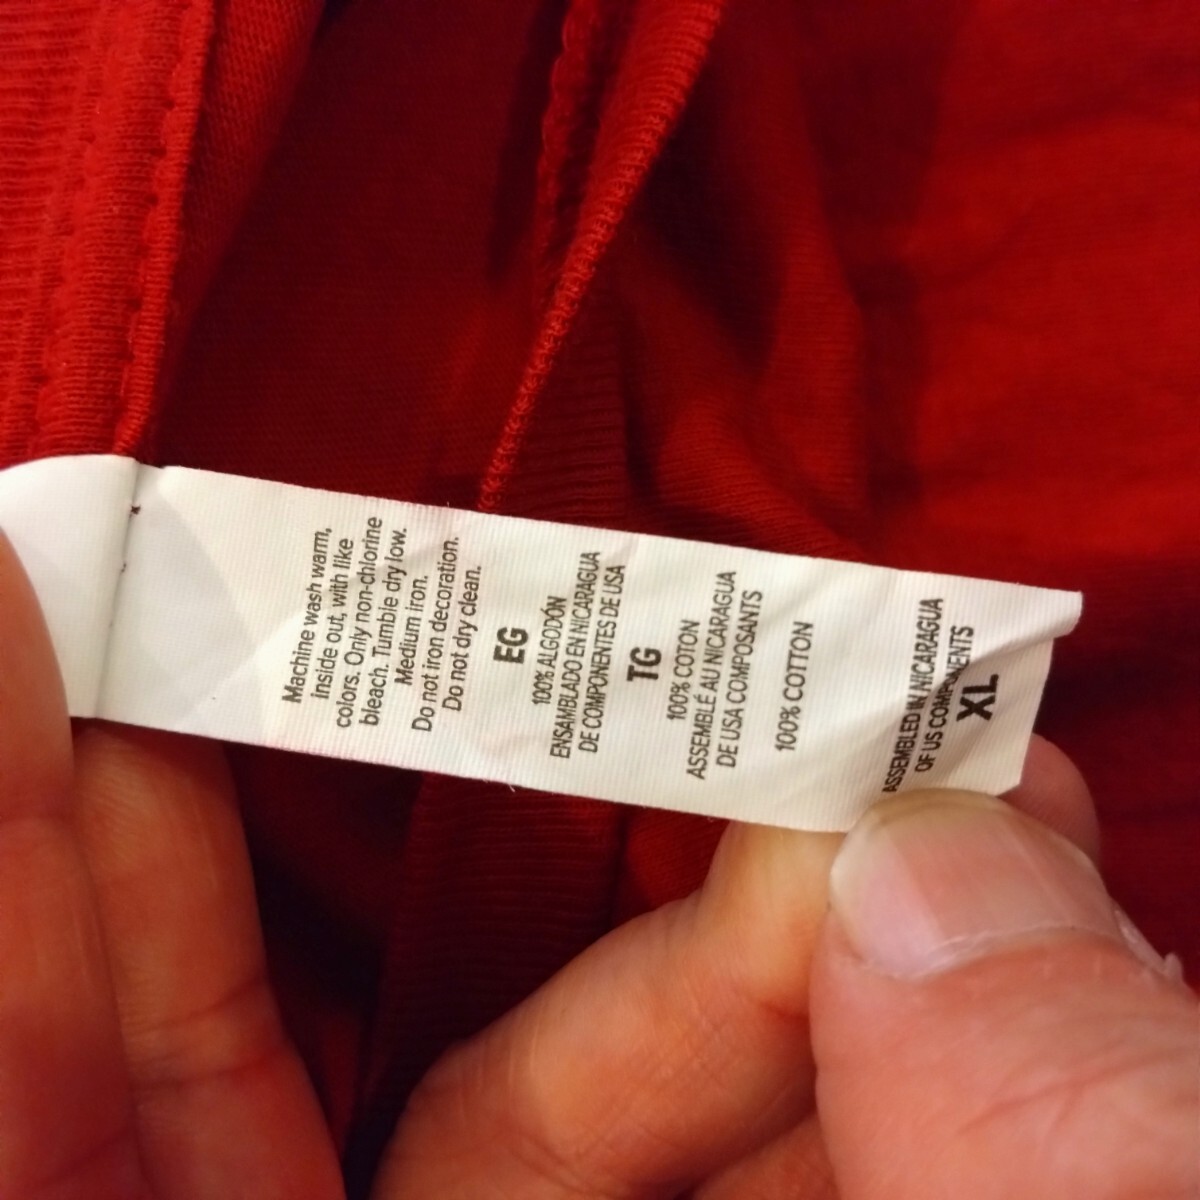 Machine wash warm,
inside out, with like
colors. Only non-chlorine
bleach. Tumble dry low.
Medium iron.
Do not iron decoration.
Do not dry clean.
EG
100% ALGODÓN
ENSAMBLADO EN NICARAGUA
DE COMPONENTES DE USA
TG
100% COTON
ASSEMBLÉ AU NICARAGUA
DE USA COMPOSANTS
100% COTTON
ASSEMBLED IN NICARAGUA
OF US COMPONENTS
XL